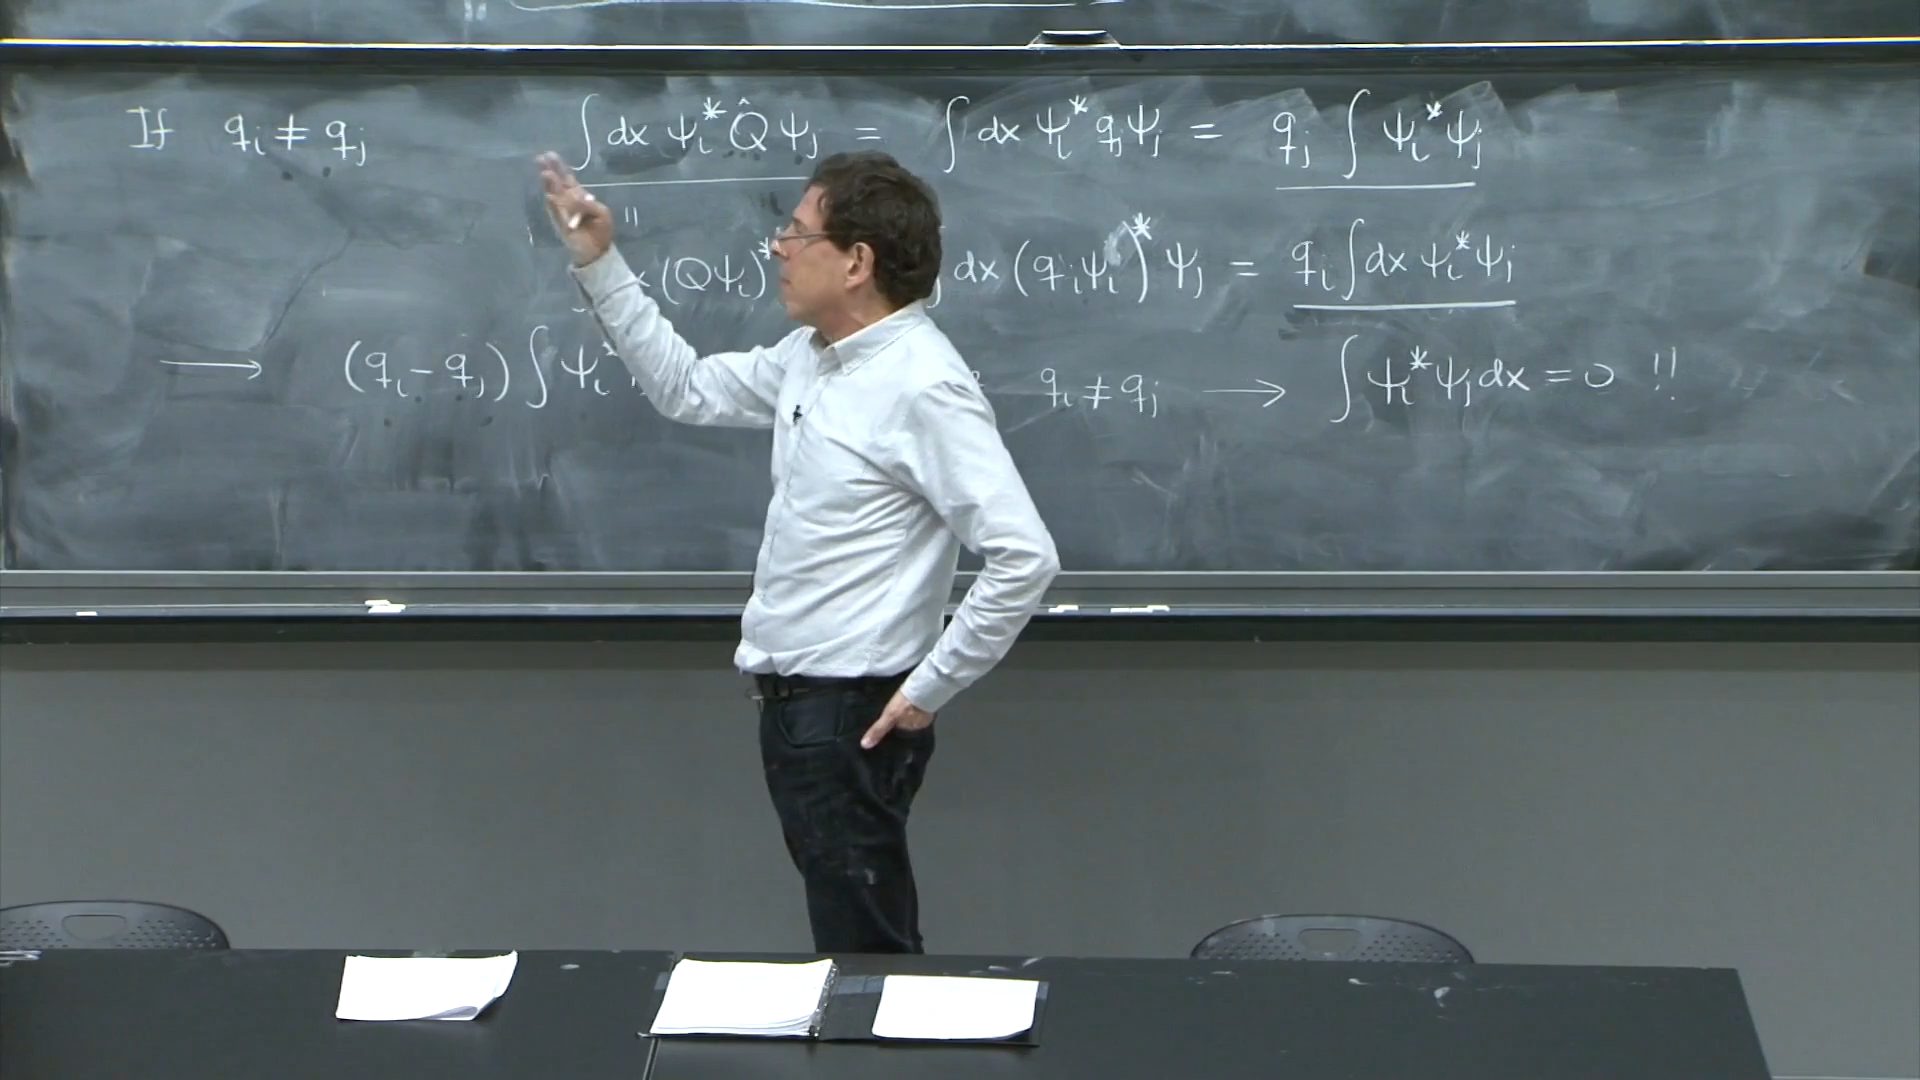 If q_i ≠ q_j ∫ dx ψ_i^* Q̂ ψ_j = ∫ dx ψ_i^* q_j ψ_j = q_j ∫ ψ_i^* ψ_j
"
(Qψ_i)^* dx (q_i ψ_i)^* ψ_j = q_i ∫ dx ψ_i^* ψ_j
→ (q_i - q_j) ∫ ψ_i^* q_i ≠ q_j → ∫ ψ_i^* ψ_j dx = 0 !!